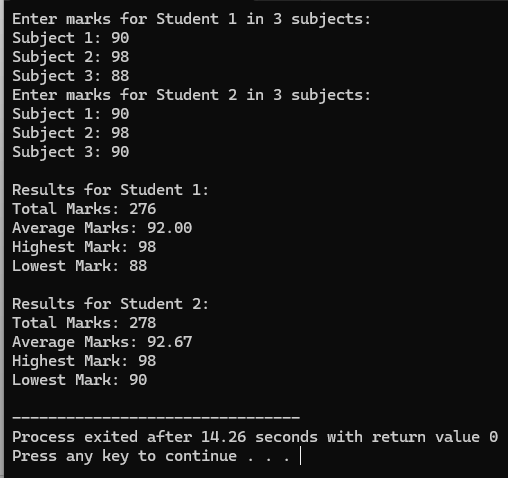 Enter marks for Student 1 in 3 subjects:
Subject 1: 90
Subject 2: 98
Subject 3: 88
Enter marks for Student 2 in 3 subjects:
Subject 1: 90
Subject 2: 98
Subject 3: 90

Results for Student 1:
Total Marks: 276
Average Marks: 92.00
Highest Mark: 98
Lowest Mark: 88

Results for Student 2:
Total Marks: 278
Average Marks: 92.67
Highest Mark: 98
Lowest Mark: 90

--------------------------------
Process exited after 14.26 seconds with return value 0
Press any key to continue . . .